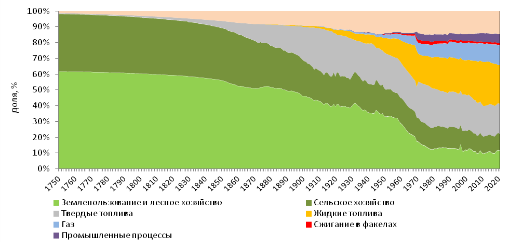 100%
90%
80%
70%
60%
50%
40%
30%
20%
10%
0%
доля, %
1750 1760 1770 1780 1790 1800 1810 1820 1830 1840 1850 1860 1870 1880 1890 1900 1910 1920 1930 1940 1950 1960 1970 1980 1990 2000 2010 2020
Землепользование и лесное хозяйство
Сельское хозяйство
Твердые топлива
Жидкие топлива
Газ
Сжигание в факелах
Промышленные процессы